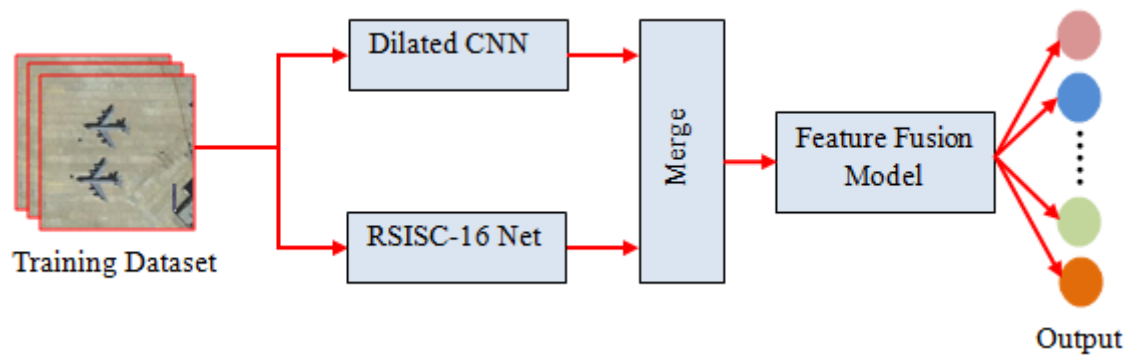 Training Dataset
Dilated CNN
RSISC-16 Net
Merge
Feature Fusion
Model
Output